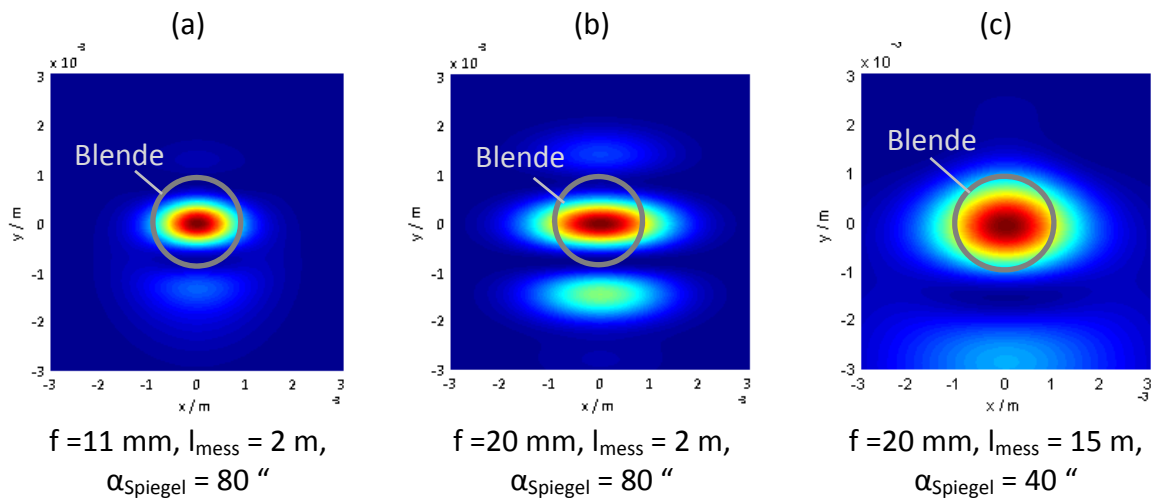 (a) (b) (c)
x 10⁻³ x 10⁻³ x 10⁻³
3 3 3
2 2 2
Blende Blende Blende
1 1 1
y / m 0 y / m 0 y / m 0
-1 -1 -1
-2 -2 -2
-3 -3 -3
-3 -2 -1 0 1 2 3 -3 -2 -1 0 1 2 3 -3 -2 -1 0 1 2 3
x / m x / m x / m
f =11 mm, lmess = 2 m, f =20 mm, lmess = 2 m, f =20 mm, lmess = 15 m,
αSpiegel = 80 “ αSpiegel = 80 “ αSpiegel = 40 “